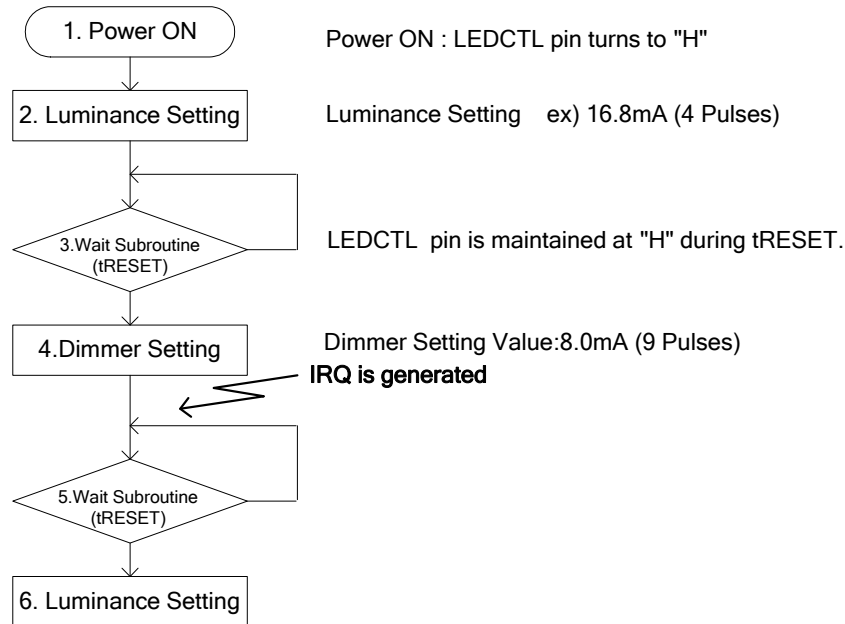 1. Power ON
Power ON : LEDCTL pin turns to "H"
2. Luminance Setting
Luminance Setting ex) 16.8mA (4 Pulses)
3.Wait Subroutine
(tRESET)
LEDCTL pin is maintained at "H" during tRESET.
4.Dimmer Setting
Dimmer Setting Value:8.0mA (9 Pulses)
IRQ is generated
5.Wait Subroutine
(tRESET)
6. Luminance Setting